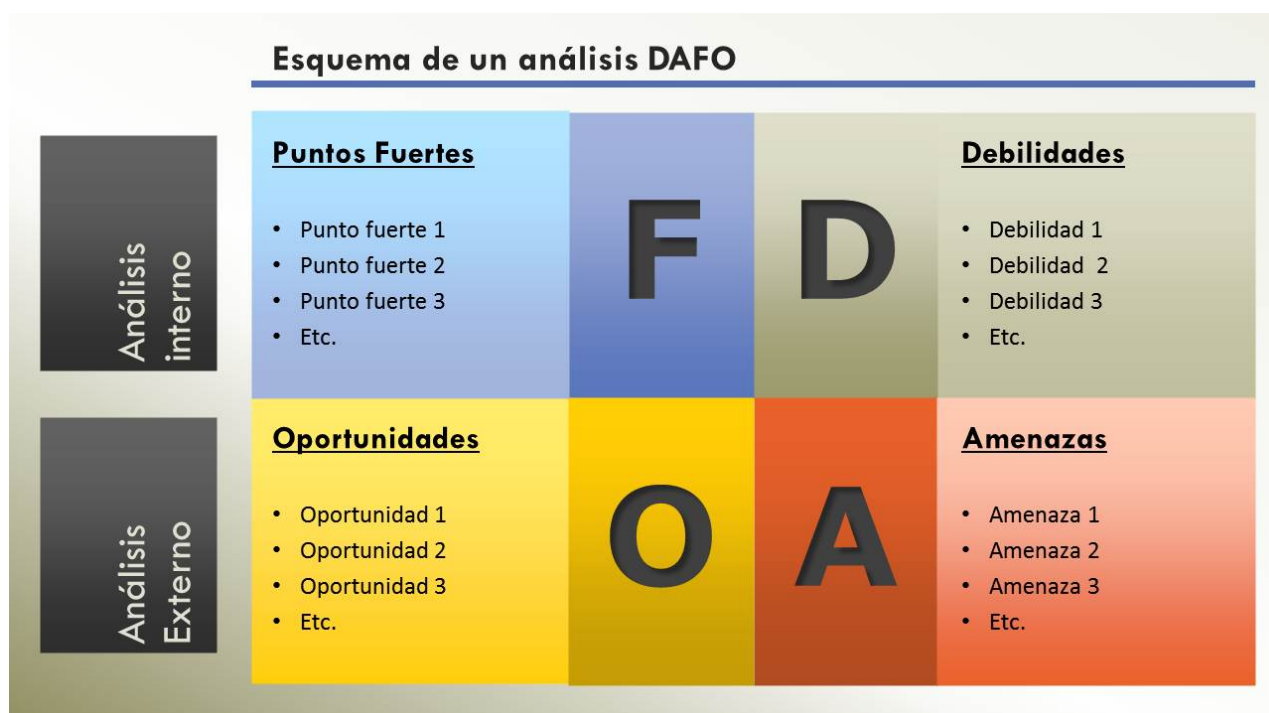 Esquema de un análisis DAFO
Análisis
interno
Puntos Fuertes
• Punto fuerte 1
• Punto fuerte 2
• Punto fuerte 3
• Etc.
F
D
Debilidades
• Debilidad 1
• Debilidad  2
• Debilidad 3
• Etc.
Análisis
Externo
Oportunidades
• Oportunidad 1
• Oportunidad 2
• Oportunidad 3
• Etc.
O
A
Amenazas
• Amenaza 1
• Amenaza 2
• Amenaza 3
• Etc.